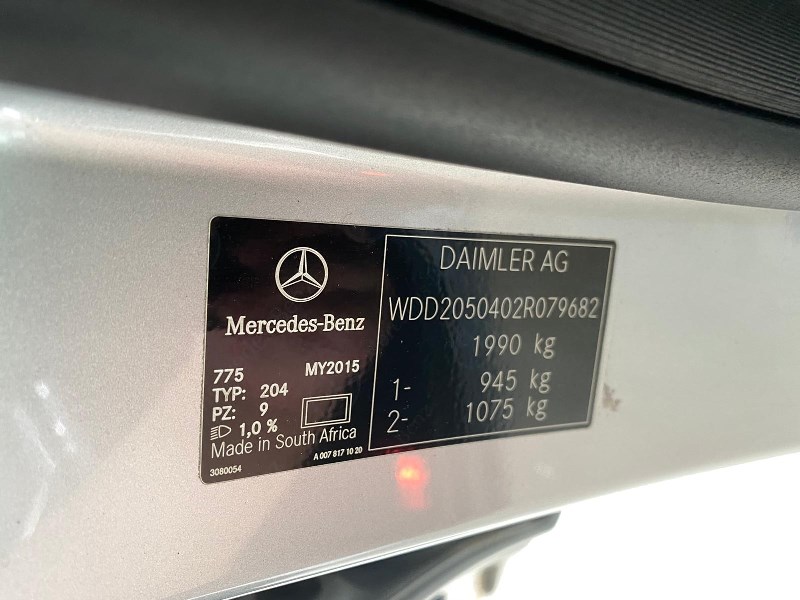 Mercedes-Benz
775 MY2015
TYP: 204
PZ: 9
1,0 %
Made in South Africa
3080054 A 007 817 10 20
DAIMLER AG
WDD2050402R079682
1990 kg
1- 945 kg
2- 1075 kg